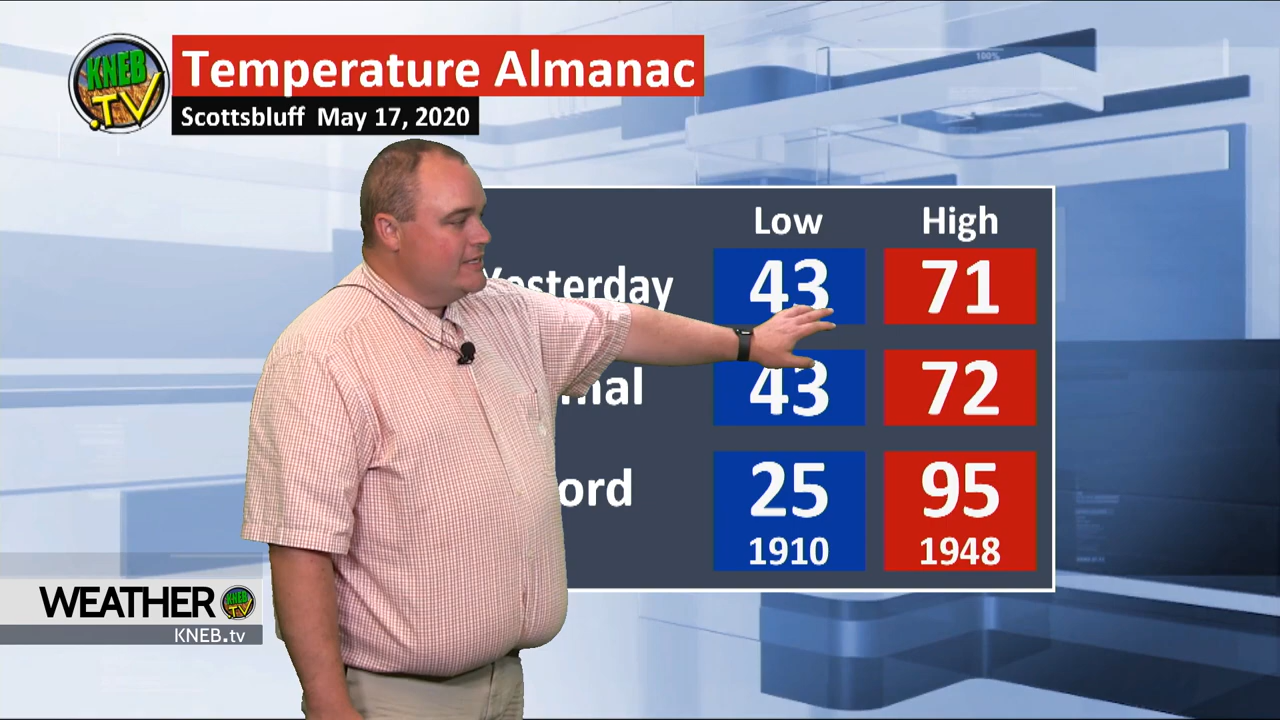 KNEB
.TV
Temperature Almanac
Scottsbluff May 17, 2020
100%
Low High
Yesterday 43 71
mal 43 72
ord 25 95
1910 1948
WEATHER KNEB .TV
KNEB.tv